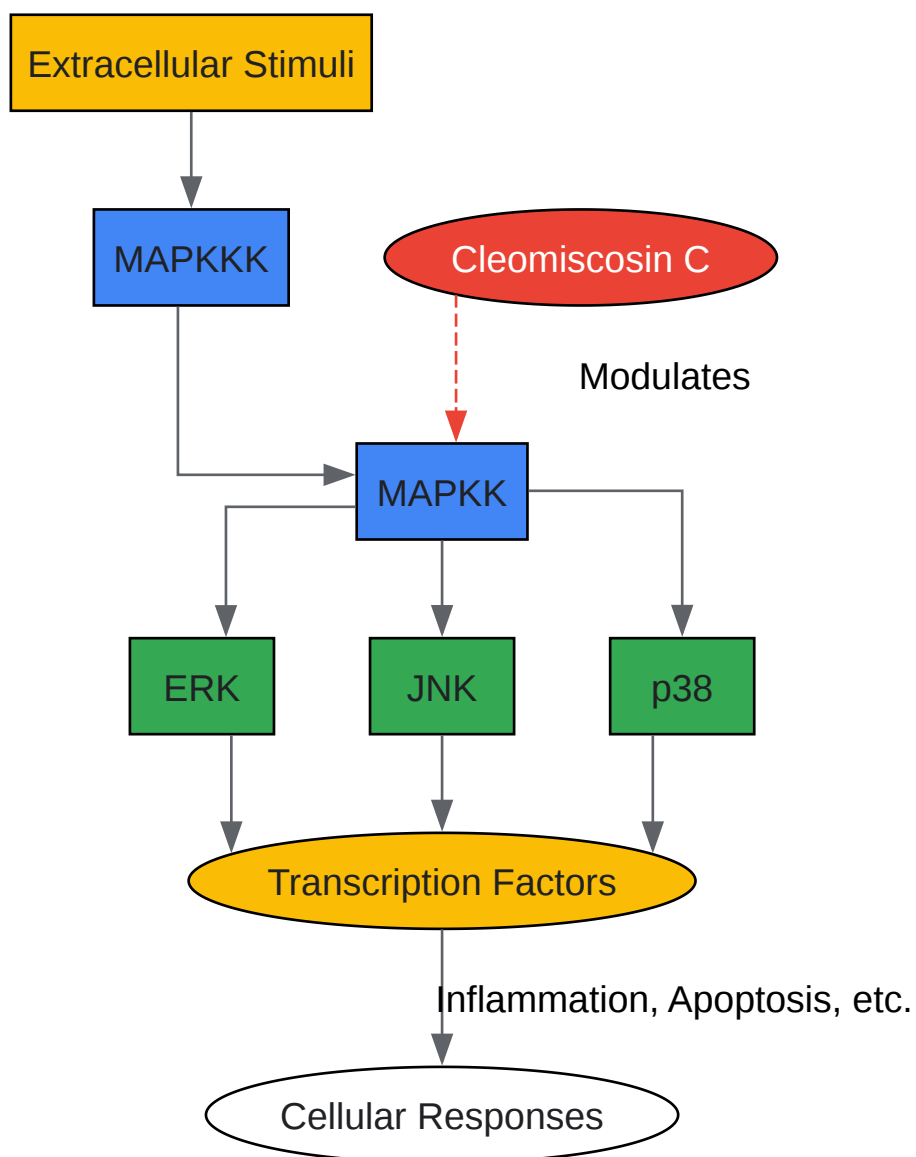 Extracellular Stimuli
MAPKKK
Cleomiscosin C
Modulates
MAPKK
ERK
JNK
p38
Transcription Factors
Inflammation, Apoptosis, etc.
Cellular Responses